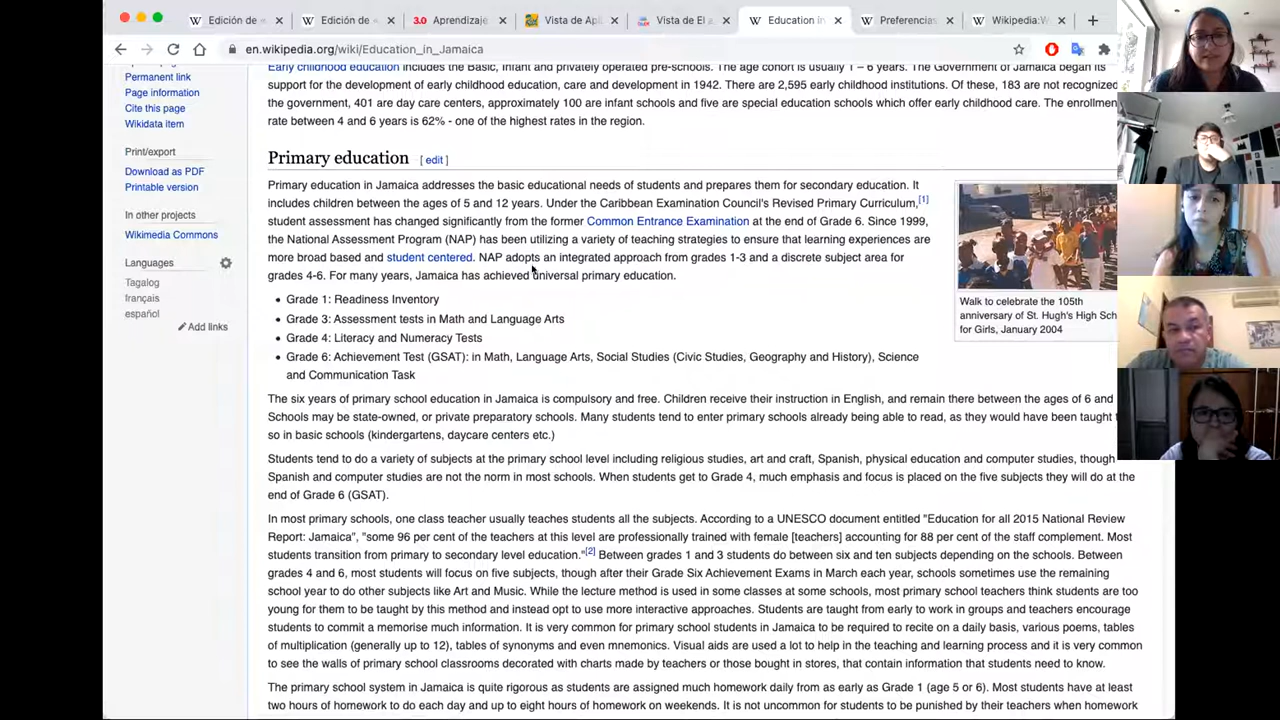 Edición de
Edición de
3.0 Aprendizaje
Vista de Apl
Vista de El a
Education in
Preferencias
Wikipedia:W
en.wikipedia.org/wiki/Education_in_Jamaica
Permanent link
Page information
Cite this page
Wikidata item
Print/export
Download as PDF
Printable version
In other projects
Wikimedia Commons
Languages
Tagalog
français
español
Add links
Early childhood education includes the Basic, Infant and privately operated pre-schools. The age cohort is usually 1 – 6 years. The Government of Jamaica began its
support for the development of early childhood education, care and development in 1942. There are 2,595 early childhood institutions. Of these, 183 are not recognized
the government, 401 are day care centers, approximately 100 are infant schools and five are special education schools which offer early childhood care. The enrollmen
rate between 4 and 6 years is 62% - one of the highest rates in the region.
Primary education [ edit ]
Primary education in Jamaica addresses the basic educational needs of students and prepares them for secondary education. It
includes children between the ages of 5 and 12 years. Under the Caribbean Examination Council's Revised Primary Curriculum,[1]
student assessment has changed significantly from the former Common Entrance Examination at the end of Grade 6. Since 1999,
the National Assessment Program (NAP) has been utilizing a variety of teaching strategies to ensure that learning experiences are
more broad based and student centered. NAP adopts an integrated approach from grades 1-3 and a discrete subject area for
grades 4-6. For many years, Jamaica has achieved universal primary education.
Walk to celebrate the 105th
anniversary of St. Hugh's High Sch
for Girls, January 2004
• Grade 1: Readiness Inventory
• Grade 3: Assessment tests in Math and Language Arts
• Grade 4: Literacy and Numeracy Tests
• Grade 6: Achievement Test (GSAT): in Math, Language Arts, Social Studies (Civic Studies, Geography and History), Science
and Communication Task
The six years of primary school education in Jamaica is compulsory and free. Children receive their instruction in English, and remain there between the ages of 6 and
Schools may be state-owned, or private preparatory schools. Many students tend to enter primary schools already being able to read, as they would have been taught t
so in basic schools (kindergartens, daycare centers etc.)
Students tend to do a variety of subjects at the primary school level including religious studies, art and craft, Spanish, physical education and computer studies, though
Spanish and computer studies are not the norm in most schools. When students get to Grade 4, much emphasis and focus is placed on the five subjects they will do at the
end of Grade 6 (GSAT).
In most primary schools, one class teacher usually teaches students all the subjects. According to a UNESCO document entitled "Education for all 2015 National Review
Report: Jamaica", "some 96 per cent of the teachers at this level are professionally trained with female [teachers] accounting for 88 per cent of the staff complement. Most
students transition from primary to secondary level education."[2] Between grades 1 and 3 students do between six and ten subjects depending on the schools. Between
grades 4 and 6, most students will focus on five subjects, though after their Grade Six Achievement Exams in March each year, schools sometimes use the remaining
school year to do other subjects like Art and Music. While the lecture method is used in some classes at some schools, most primary school teachers think students are too
young for them to be taught by this method and instead opt to use more interactive approaches. Students are taught from early to work in groups and teachers encourage
students to commit a memorise much information. It is very common for primary school students in Jamaica to be required to recite on a daily basis, various poems, tables
of multiplication (generally up to 12), tables of synonyms and even mnemonics. Visual aids are used a lot to help in the teaching and learning process and it is very common
to see the walls of primary school classrooms decorated with charts made by teachers or those bought in stores, that contain information that students need to know.
The primary school system in Jamaica is quite rigorous as students are assigned much homework daily from as early as Grade 1 (age 5 or 6). Most students have at least
two hours of homework to do each day and up to eight hours of homework on weekends. It is not uncommon for students to be punished by their teachers when homework